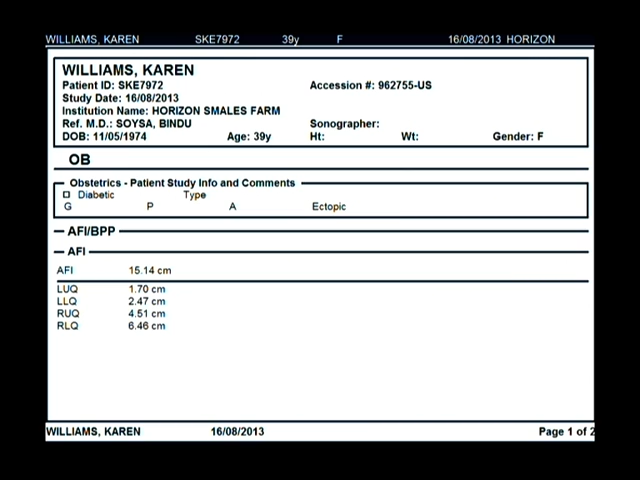 WILLIAMS, KAREN SKE7972 39y F 16/08/2013 HORIZON
WILLIAMS, KAREN
Patient ID: SKE7972 Accession #: 962755-US
Study Date: 16/08/2013
Institution Name: HORIZON SMALES FARM
Ref. M.D.: SOYSA, BINDU Sonographer:
DOB: 11/05/1974 Age: 39y Ht: Wt: Gender: F
OB
Obstetrics - Patient Study Info and Comments
Diabetic Type
G P A Ectopic
AFI/BPP
AFI
AFI 15.14 cm
LUQ 1.70 cm
LLQ 2.47 cm
RUQ 4.51 cm
RLQ 6.46 cm
WILLIAMS, KAREN 16/08/2013 Page 1 of 2